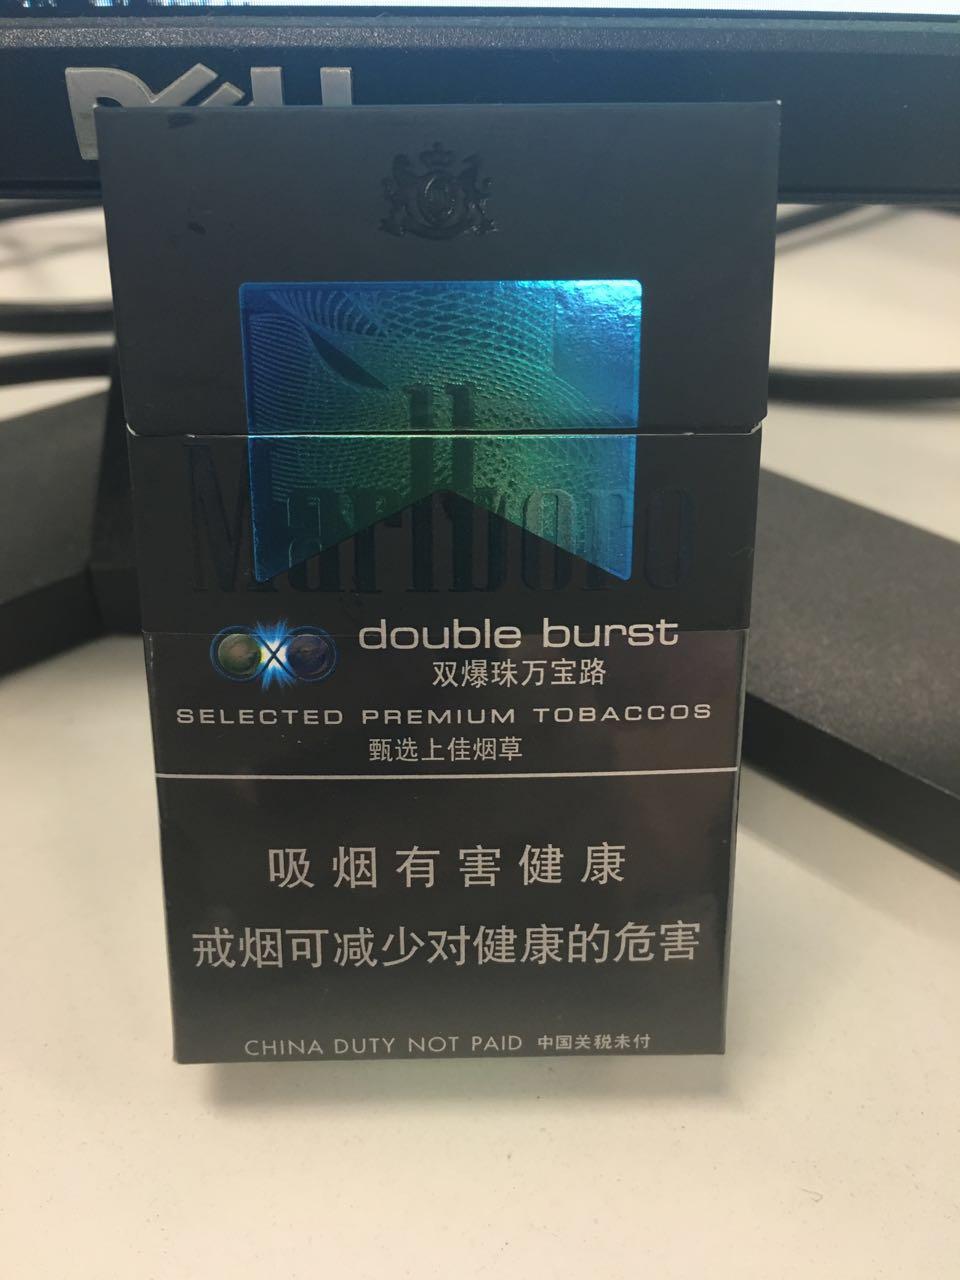 DELL
Marlboro
double burst
双爆珠万宝路
SELECTED PREMIUM TOBACCOS
甄选上佳烟草
吸烟有害健康
戒烟可减少对健康的危害
CHINA DUTY NOT PAID 中国关税未付